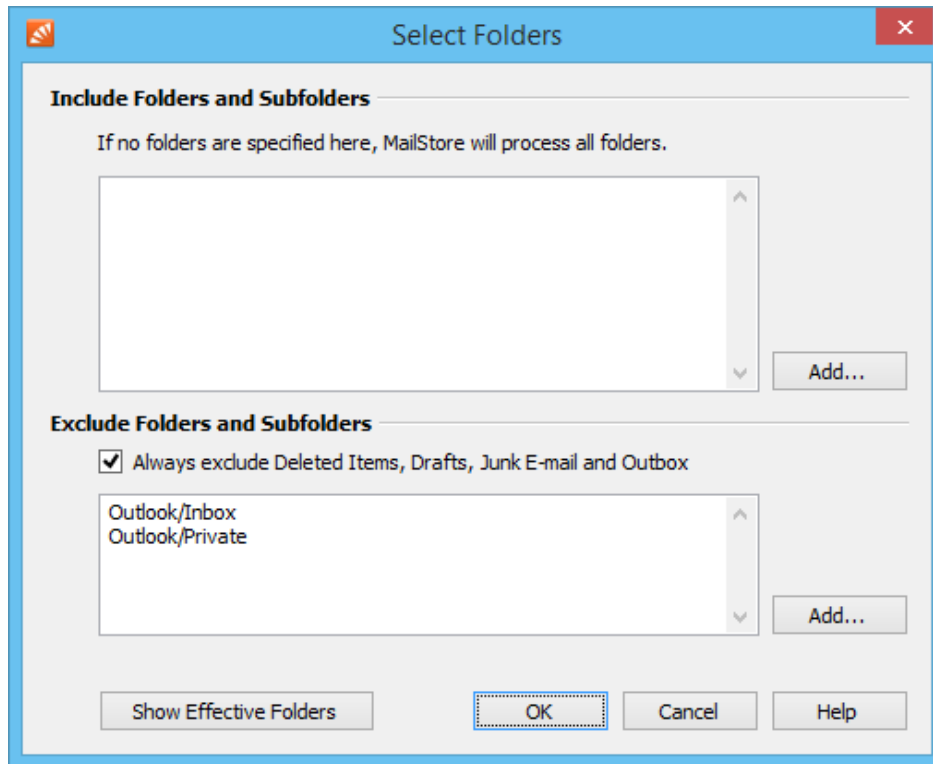 Select Folders
Include Folders and Subfolders
If no folders are specified here, MailStore will process all folders.
Add...
Exclude Folders and Subfolders
Always exclude Deleted Items, Drafts, Junk E-mail and Outbox
Outlook/Inbox
Outlook/Private
Add...
Show Effective Folders OK Cancel Help